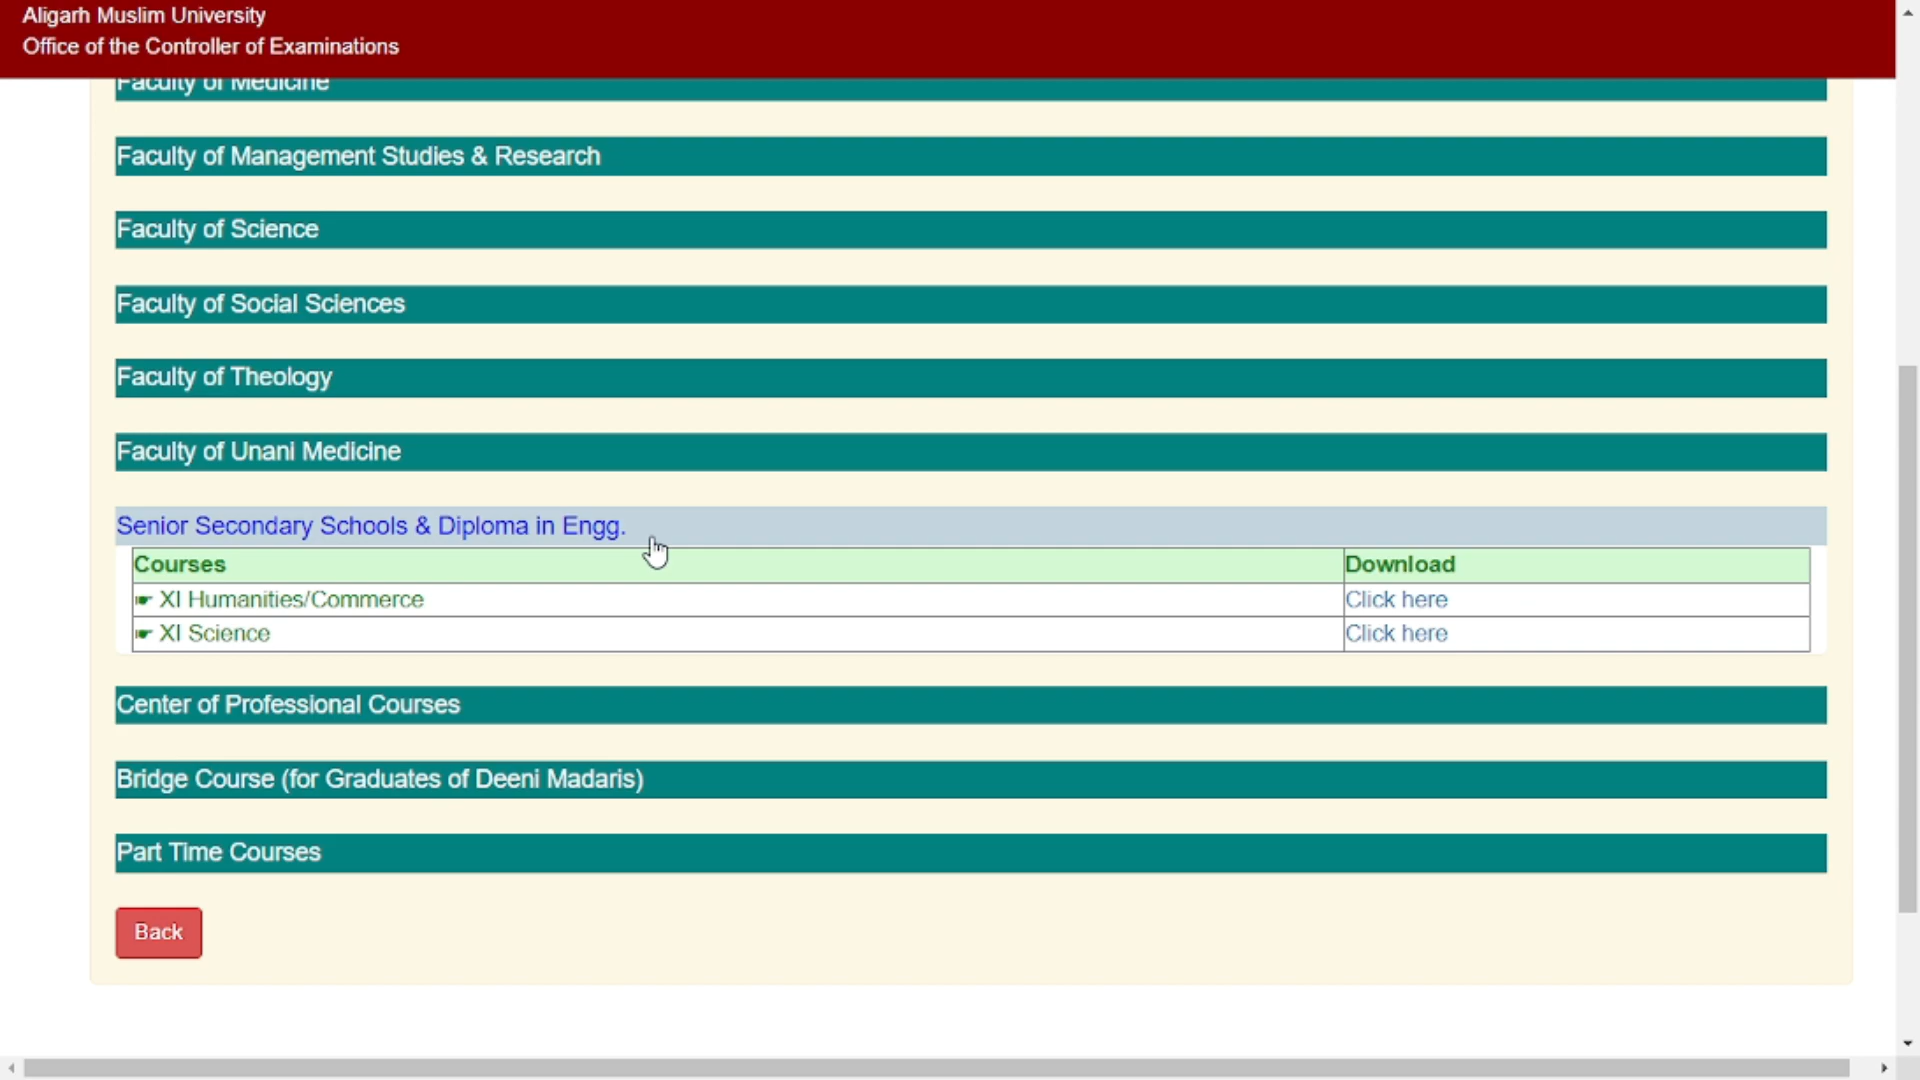 Aligarh Muslim University
Office of the Controller of Examinations
Faculty of Medicine
Faculty of Management Studies & Research
Faculty of Science
Faculty of Social Sciences
Faculty of Theology
Faculty of Unani Medicine
Senior Secondary Schools & Diploma in Engg.
Courses Download
☛ XI Humanities/Commerce Click here
☛ XI Science Click here
Center of Professional Courses
Bridge Course (for Graduates of Deeni Madaris)
Part Time Courses
Back